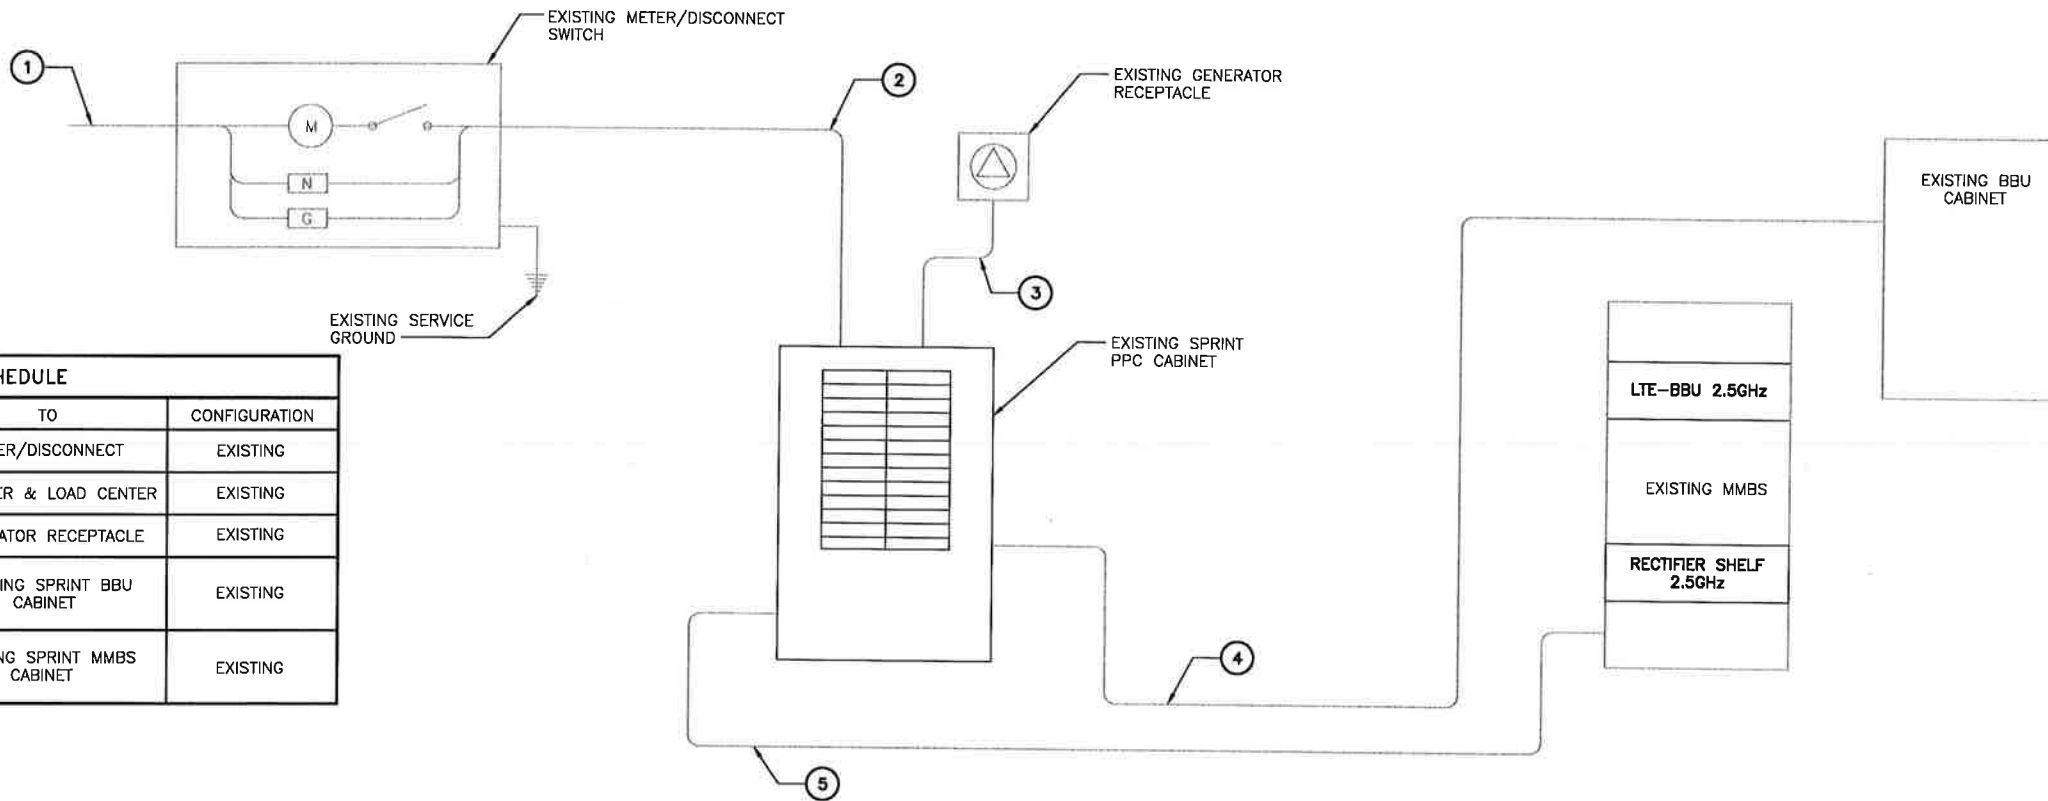 EXISTING METER/DISCONNECT
SWITCH
1
2
EXISTING GENERATOR
RECEPTACLE
M
N
G
EXISTING BBU
CABINET
3
EXISTING SERVICE
GROUND
EXISTING SPRINT
PPC CABINET
LTE-BBU 2.5GHz
EXISTING MMBS
RECTIFIER SHELF
2.5GHz
4
5
HEDULE
TO
CONFIGURATION
ER/DISCONNECT
EXISTING
ER & LOAD CENTER
EXISTING
ATOR RECEPTACLE
EXISTING
ING SPRINT BBU
CABINET
EXISTING
NG SPRINT MMBS
CABINET
EXISTING